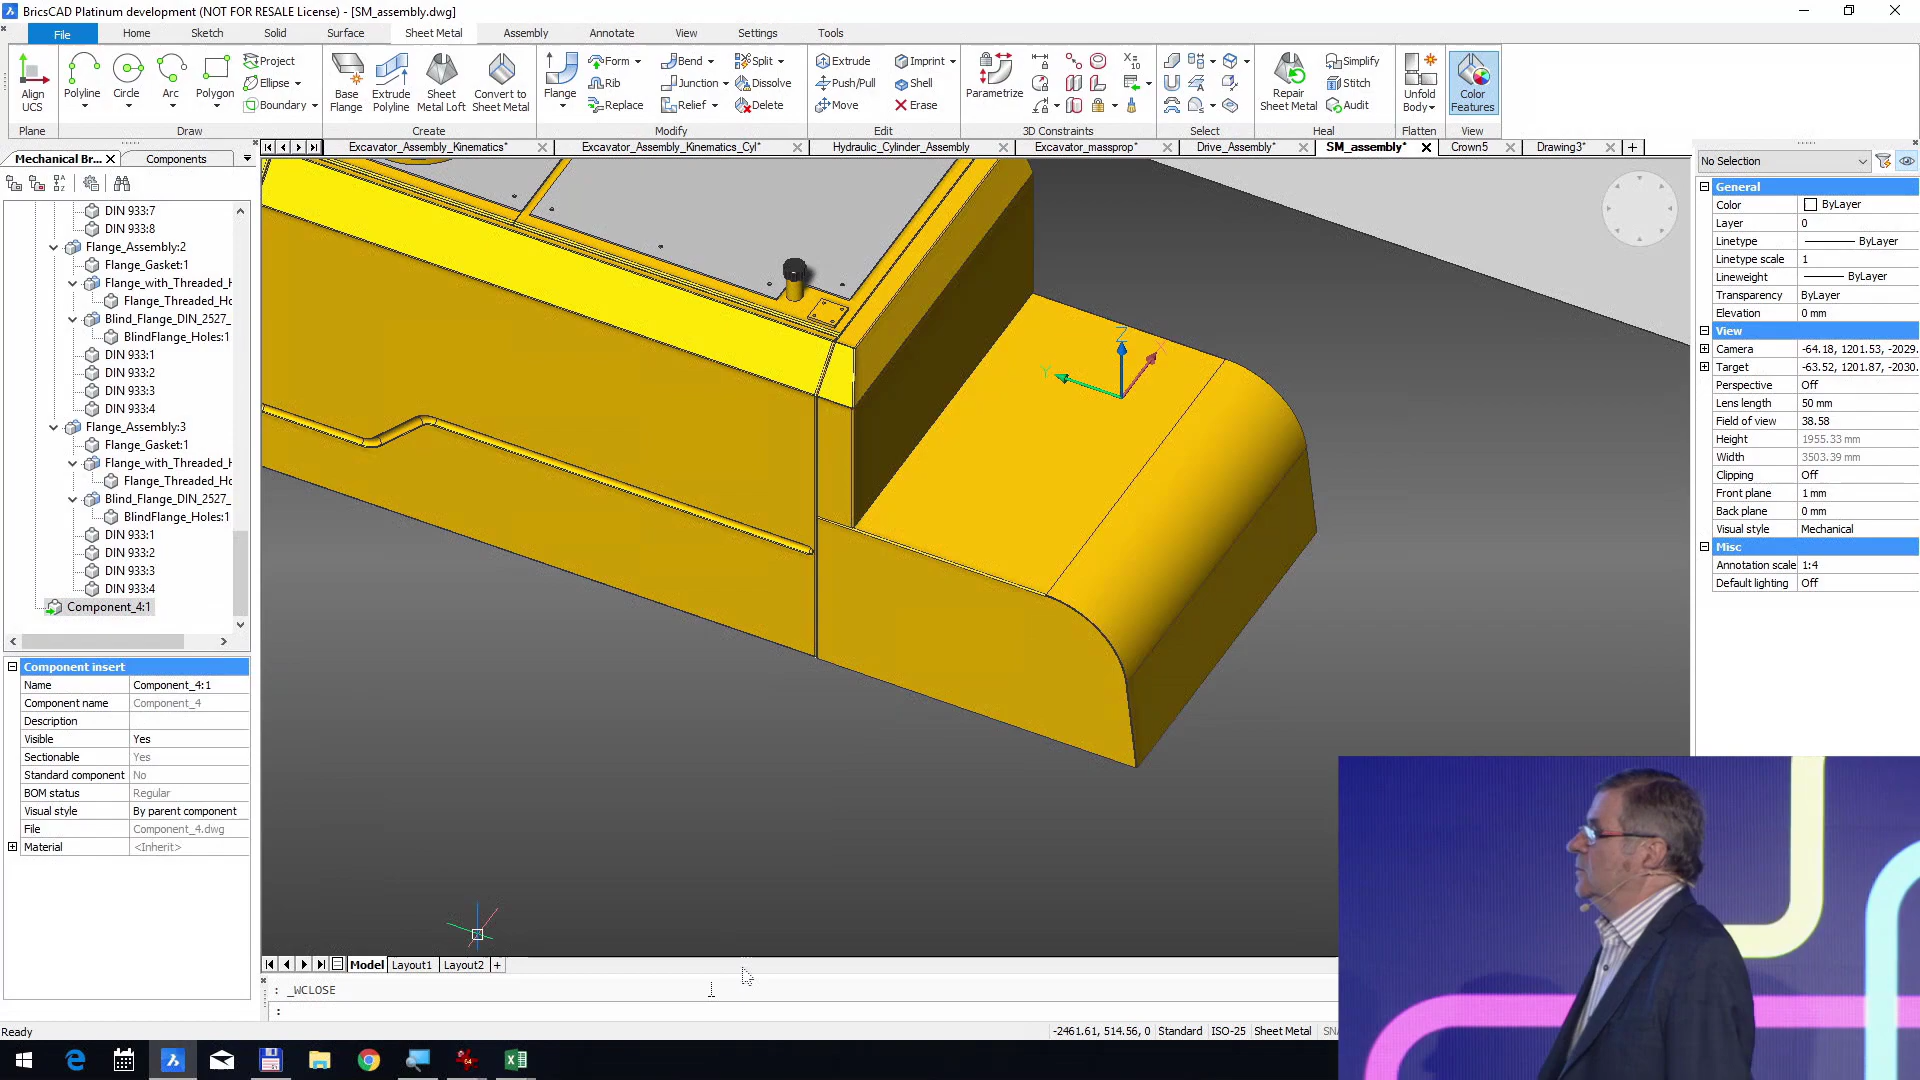 BricsCAD Platinum development (NOT FOR RESALE License) - [SM_assembly.dwg]
File Home Sketch Solid Surface Sheet Metal Assembly Annotate View Settings Tools
Align UCS
Polyline Circle Arc Polygon
Project
Ellipse
Boundary
Base Flange
Extrude Polyline
Sheet Metal Loft
Convert to Sheet Metal
Flange
Form
Rib
Replace
Bend
Junction
Relief
Split
Dissolve
Delete
Extrude
Push/Pull
Move
Imprint
Shell
Erase
Parametrize
Repair Sheet Metal
Simplify
Stitch
Audit
Unfold Body
Color Features
Plane Draw Create Modify Edit 3D Constraints Select Heal Flatten View
Mechanical Br... Components
Excavator_Assembly_Kinematics* Excavator_Assembly_Kinematics_Cyl* Hydraulic_Cylinder_Assembly Excavator_massprop* Drive_Assembly* SM_assembly* Crown5 Drawing3*
DIN 933:7
DIN 933:8
Flange_Assembly:2
Flange_Gasket:1
Flange_with_Threaded_H
Flange_Threaded_Ho
Blind_Flange_DIN_2527_
BlindFlange_Holes:1
DIN 933:1
DIN 933:2
DIN 933:3
DIN 933:4
Flange_Assembly:3
Flange_Gasket:1
Flange_with_Threaded_H
Flange_Threaded_Ho
Blind_Flange_DIN_2527_
BlindFlange_Holes:1
DIN 933:1
DIN 933:2
DIN 933:3
DIN 933:4
Component_4:1
Component insert
Name Component_4:1
Component name Component_4
Description
Visible Yes
Sectionable Yes
Standard component No
BOM status Regular
Visual style By parent component
File Component_4.dwg
Material <Inherit>
Z
X
Y
No Selection
General
Color ByLayer
Layer 0
Linetype ByLayer
Linetype scale 1
Lineweight ByLayer
Transparency ByLayer
Elevation 0 mm
View
Camera -64.18, 1201.53, -2029.
Target -63.52, 1201.87, -2030.
Perspective Off
Lens length 50 mm
Field of view 38.58
Height 1955.33 mm
Width 3503.39 mm
Clipping Off
Front plane 1 mm
Back plane 0 mm
Visual style Mechanical
Misc
Annotation scale 1:4
Default lighting Off
Model Layout1 Layout2 +
: _WCLOSE
:
Ready
-2461.61, 514.56, 0 Standard ISO-25 Sheet Metal SNA